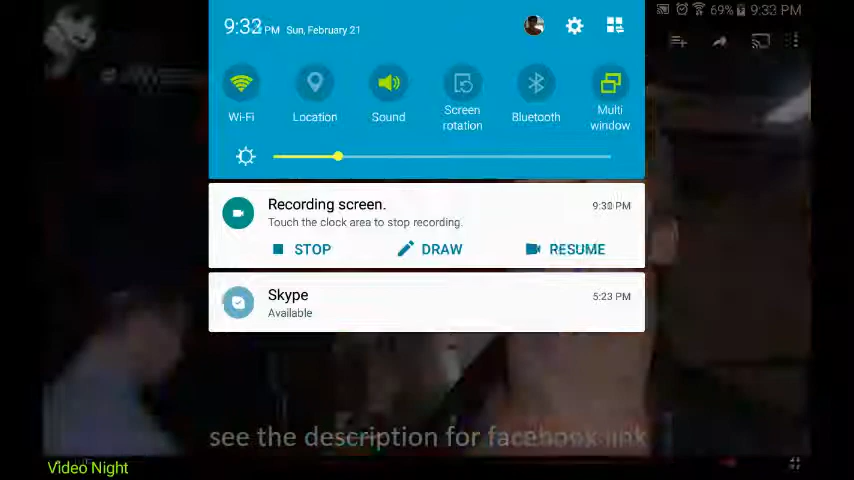 9:33 PM Sun, February 21
69% 9:33 PM
Wi-Fi
Location
Sound
Screen rotation
Bluetooth
Multi window
Recording screen.
9:33 PM
Touch the clock area to stop recording.
STOP
DRAW
RESUME
Skype
5:23 PM
Available
see the description for facebook link
Video Night